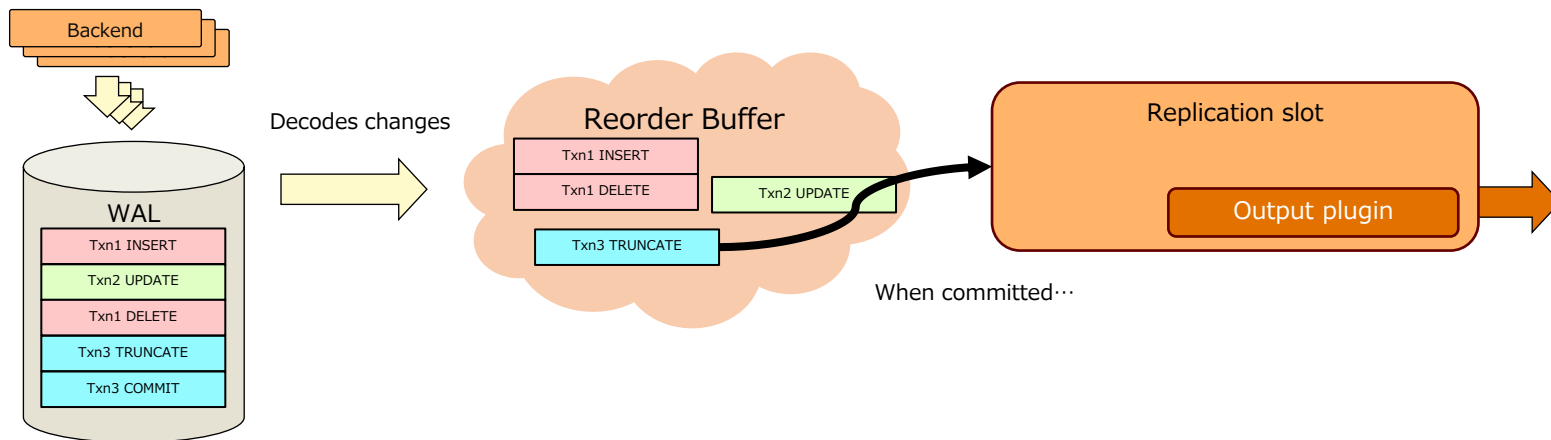 Backend
Decodes changes
WAL
Txn1 INSERT
Txn2 UPDATE
Txn1 DELETE
Txn3 TRUNCATE
Txn3 COMMIT
Reorder Buffer
Txn1 INSERT
Txn1 DELETE
Txn2 UPDATE
Txn3 TRUNCATE
When committed…
Replication slot
Output plugin